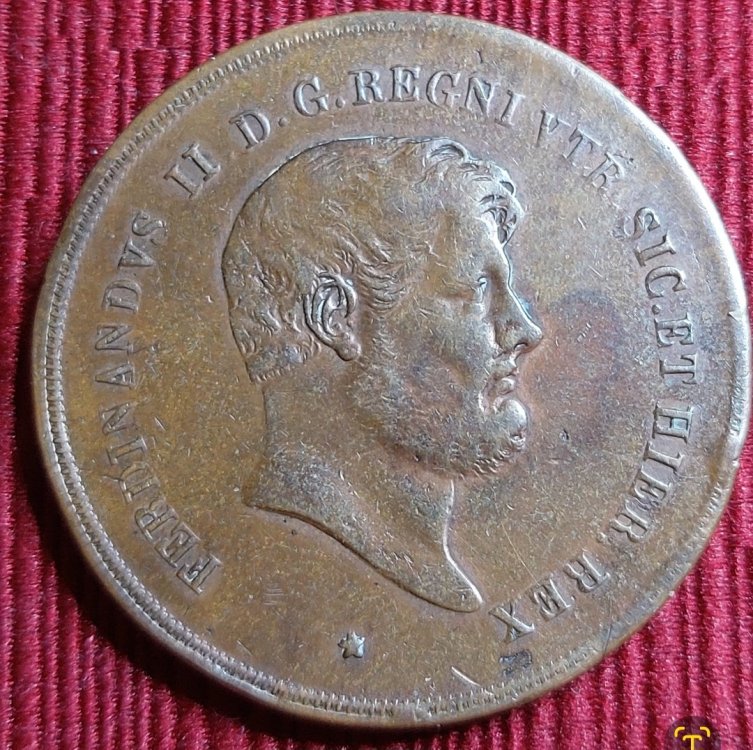 FERDINANDVS II D.G.REGNI VTR. SIC.ET HIER. REX